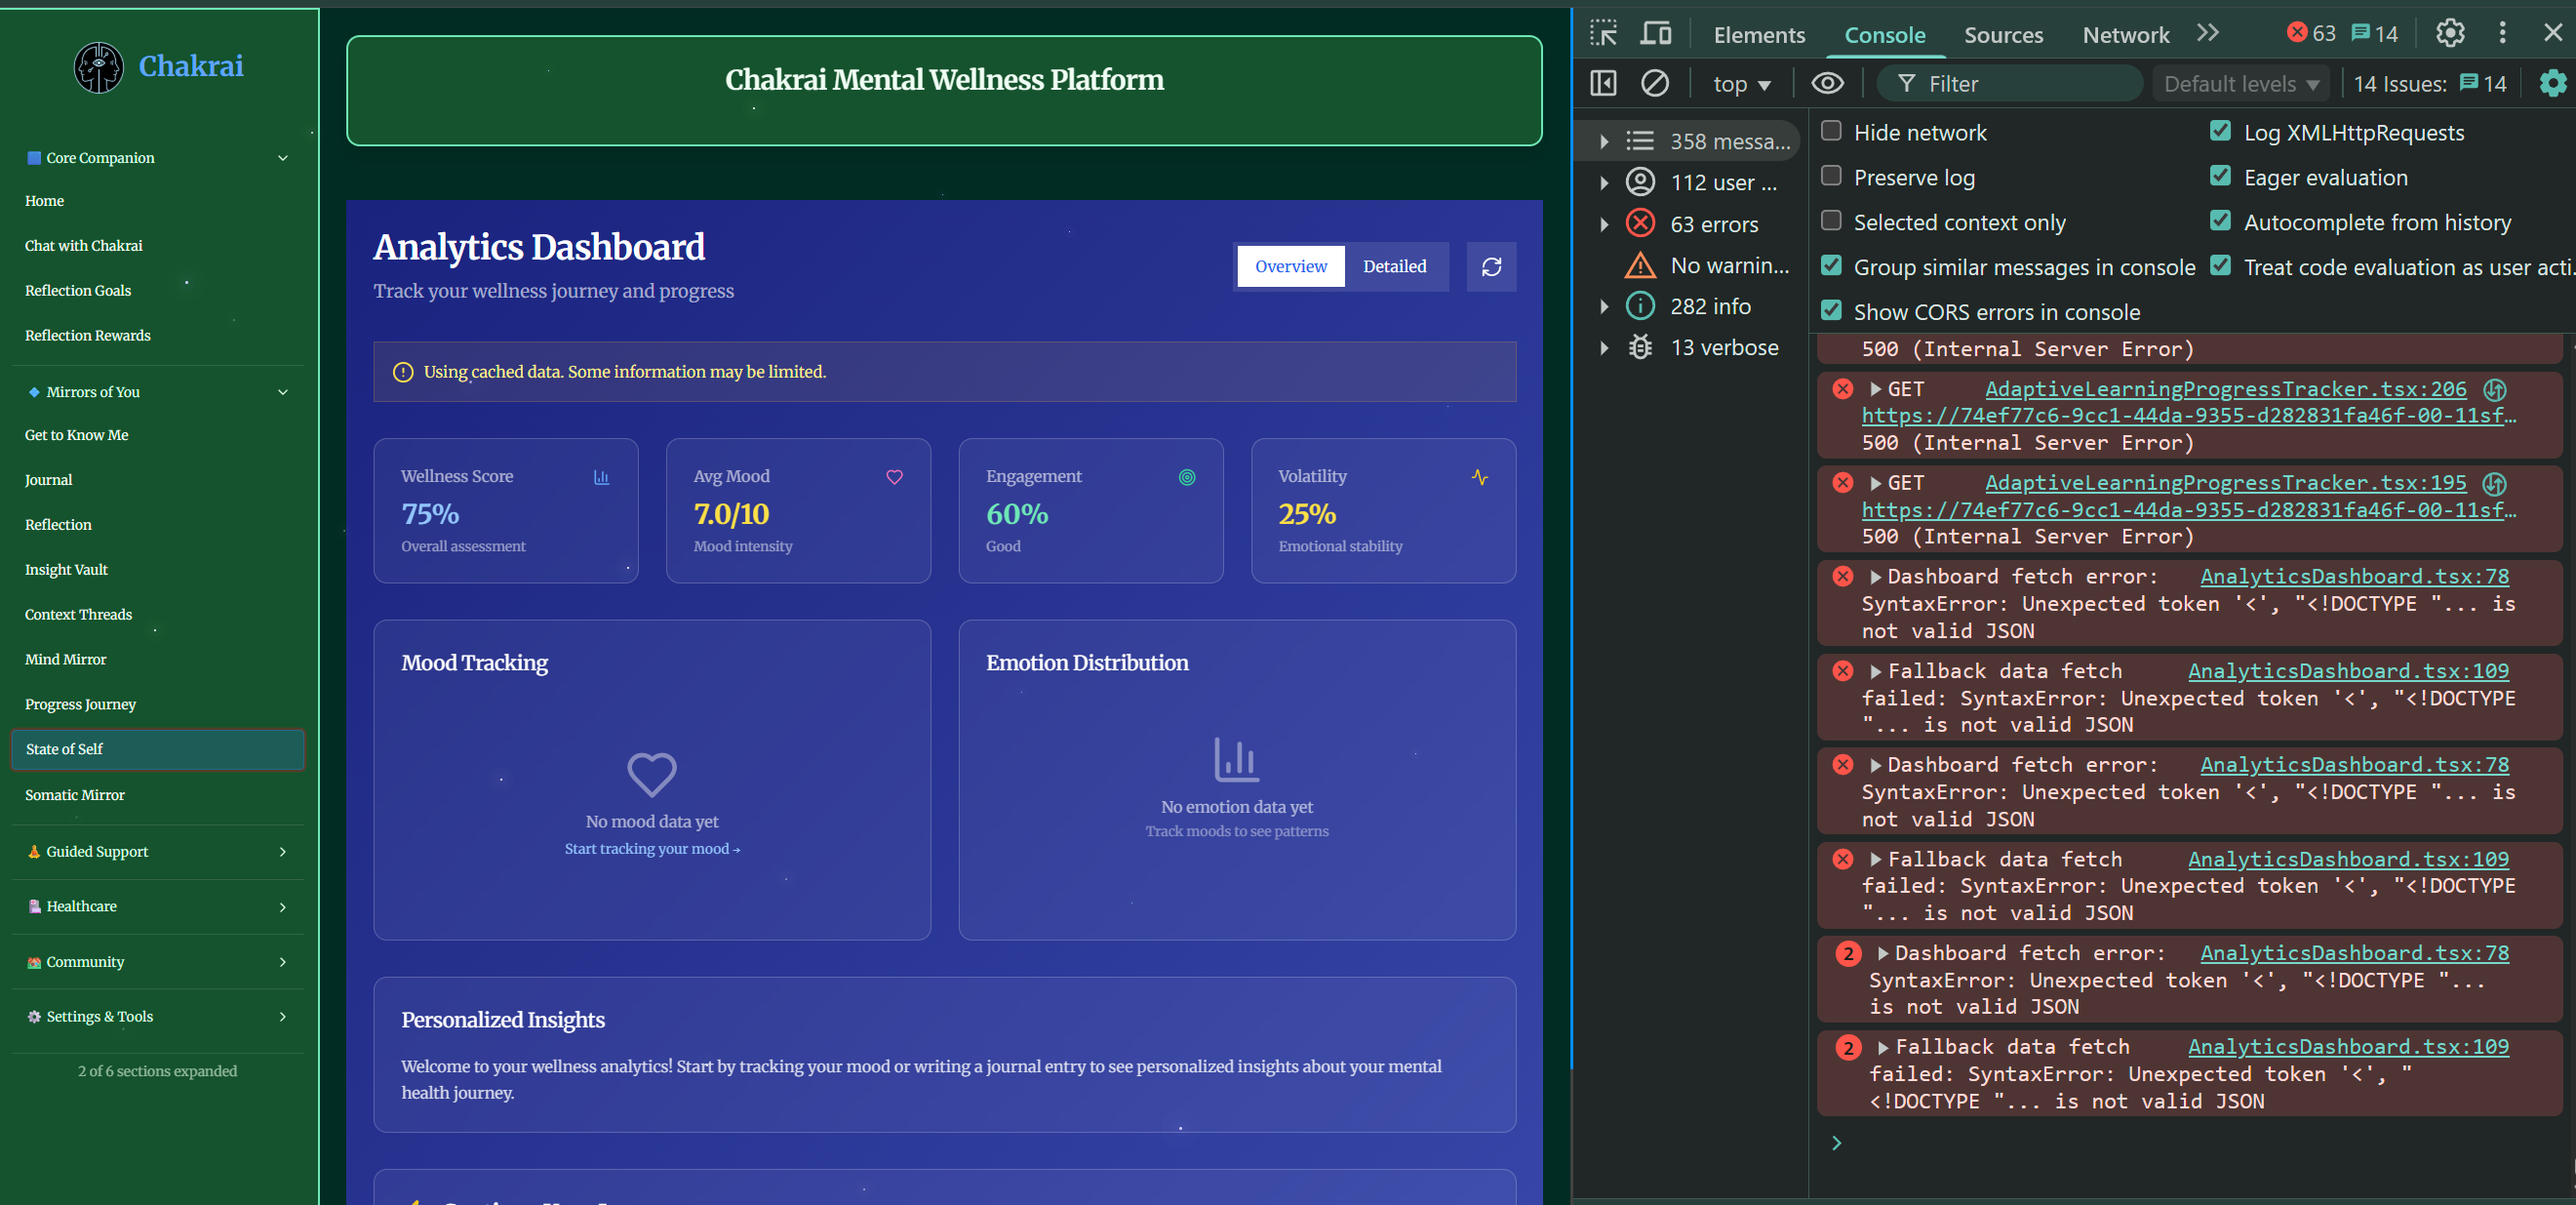 Chakrai
Core Companion
Home
Chat with Chakrai
Reflection Goals
Reflection Rewards
Mirrors of You
Get to Know Me
Journal
Reflection
Insight Vault
Context Threads
Mind Mirror
Progress Journey
State of Self
Somatic Mirror
Guided Support
Healthcare
Community
Settings & Tools
2 of 6 sections expanded
Chakrai Mental Wellness Platform
Analytics Dashboard
Track your wellness journey and progress
Overview
Detailed
Using cached data. Some information may be limited.
Wellness Score
75%
Overall assessment
Avg Mood
7.0/10
Mood intensity
Engagement
60%
Good
Volatility
25%
Emotional stability
Mood Tracking
No mood data yet
Start tracking your mood →
Emotion Distribution
No emotion data yet
Track moods to see patterns
Personalized Insights
Welcome to your wellness analytics! Start by tracking your mood or writing a journal entry to see personalized insights about your mental
health journey.
Elements Console Sources Network 63 14
top Filter Default levels 14 Issues: 14
358 messa...
112 user ...
63 errors
No warnin...
282 info
13 verbose
Hide network
Log XMLHttpRequests
Preserve log
Eager evaluation
Selected context only
Autocomplete from history
Group similar messages in console
Treat code evaluation as user acti
Show CORS errors in console
500 (Internal Server Error)
GET AdaptiveLearningProgressTracker.tsx:206
https://74ef77c6-9cc1-44da-9355-d282831fa46f-00-11sf…
500 (Internal Server Error)
GET AdaptiveLearningProgressTracker.tsx:195
https://74ef77c6-9cc1-44da-9355-d282831fa46f-00-11sf…
500 (Internal Server Error)
Dashboard fetch error: AnalyticsDashboard.tsx:78
SyntaxError: Unexpected token '<', "<!DOCTYPE "... is
not valid JSON
Fallback data fetch AnalyticsDashboard.tsx:109
failed: SyntaxError: Unexpected token '<', "<!DOCTYPE
"... is not valid JSON
Dashboard fetch error: AnalyticsDashboard.tsx:78
SyntaxError: Unexpected token '<', "<!DOCTYPE "... is
not valid JSON
Fallback data fetch AnalyticsDashboard.tsx:109
failed: SyntaxError: Unexpected token '<', "<!DOCTYPE
"... is not valid JSON
2 Dashboard fetch error: AnalyticsDashboard.tsx:78
SyntaxError: Unexpected token '<', "<!DOCTYPE "...
is not valid JSON
2 Fallback data fetch AnalyticsDashboard.tsx:109
failed: SyntaxError: Unexpected token '<', "
<!DOCTYPE "... is not valid JSON